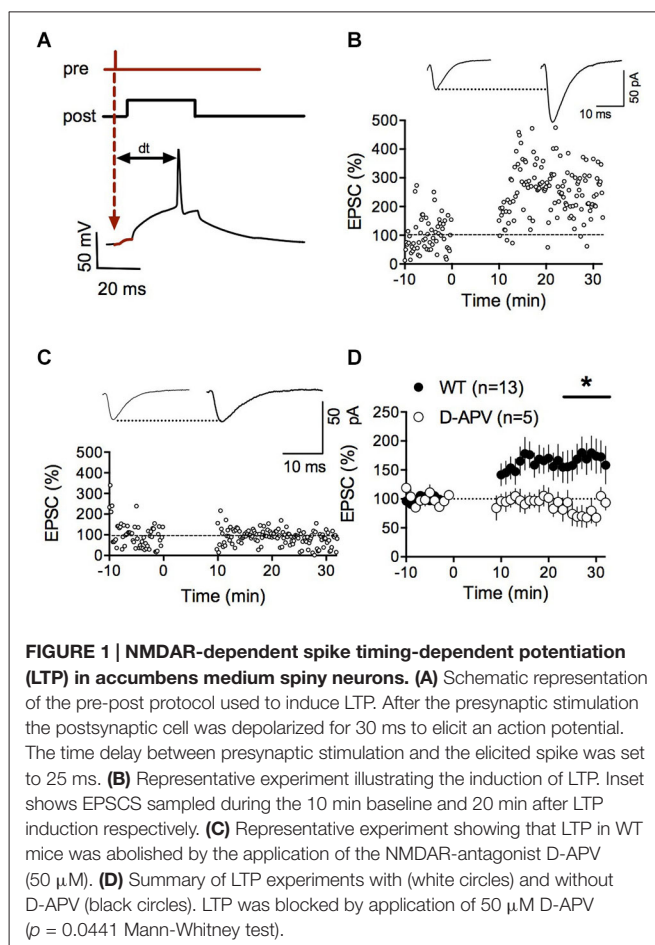 A
pre
post
dt
50 mV
20 ms
B
50 pA
10 ms
EPSC (%)
500
400
300
200
100
0
-10 0 10 20 30
Time (min)
C
50 pA
10 ms
EPSC (%)
500
400
300
200
100
0
-10 0 10 20 30
Time (min)
D
WT (n=13)
D-APV (n=5)
*
EPSC (%)
250
200
150
100
50
0
-10 0 10 20 30
Time (min)
FIGURE 1 | NMDAR-dependent spike timing-dependent potentiation
(LTP) in accumbens medium spiny neurons. (A) Schematic representation
of the pre-post protocol used to induce LTP. After the presynaptic stimulation
the postsynaptic cell was depolarized for 30 ms to elicit an action potential.
The time delay between presynaptic stimulation and the elicited spike was set
to 25 ms. (B) Representative experiment illustrating the induction of LTP. Inset
shows EPSCS sampled during the 10 min baseline and 20 min after LTP
induction respectively. (C) Representative experiment showing that LTP in WT
mice was abolished by the application of the NMDAR-antagonist D-APV
(50 μM). (D) Summary of LTP experiments with (white circles) and without
D-APV (black circles). LTP was blocked by application of 50 μM D-APV
(p = 0.0441 Mann-Whitney test).